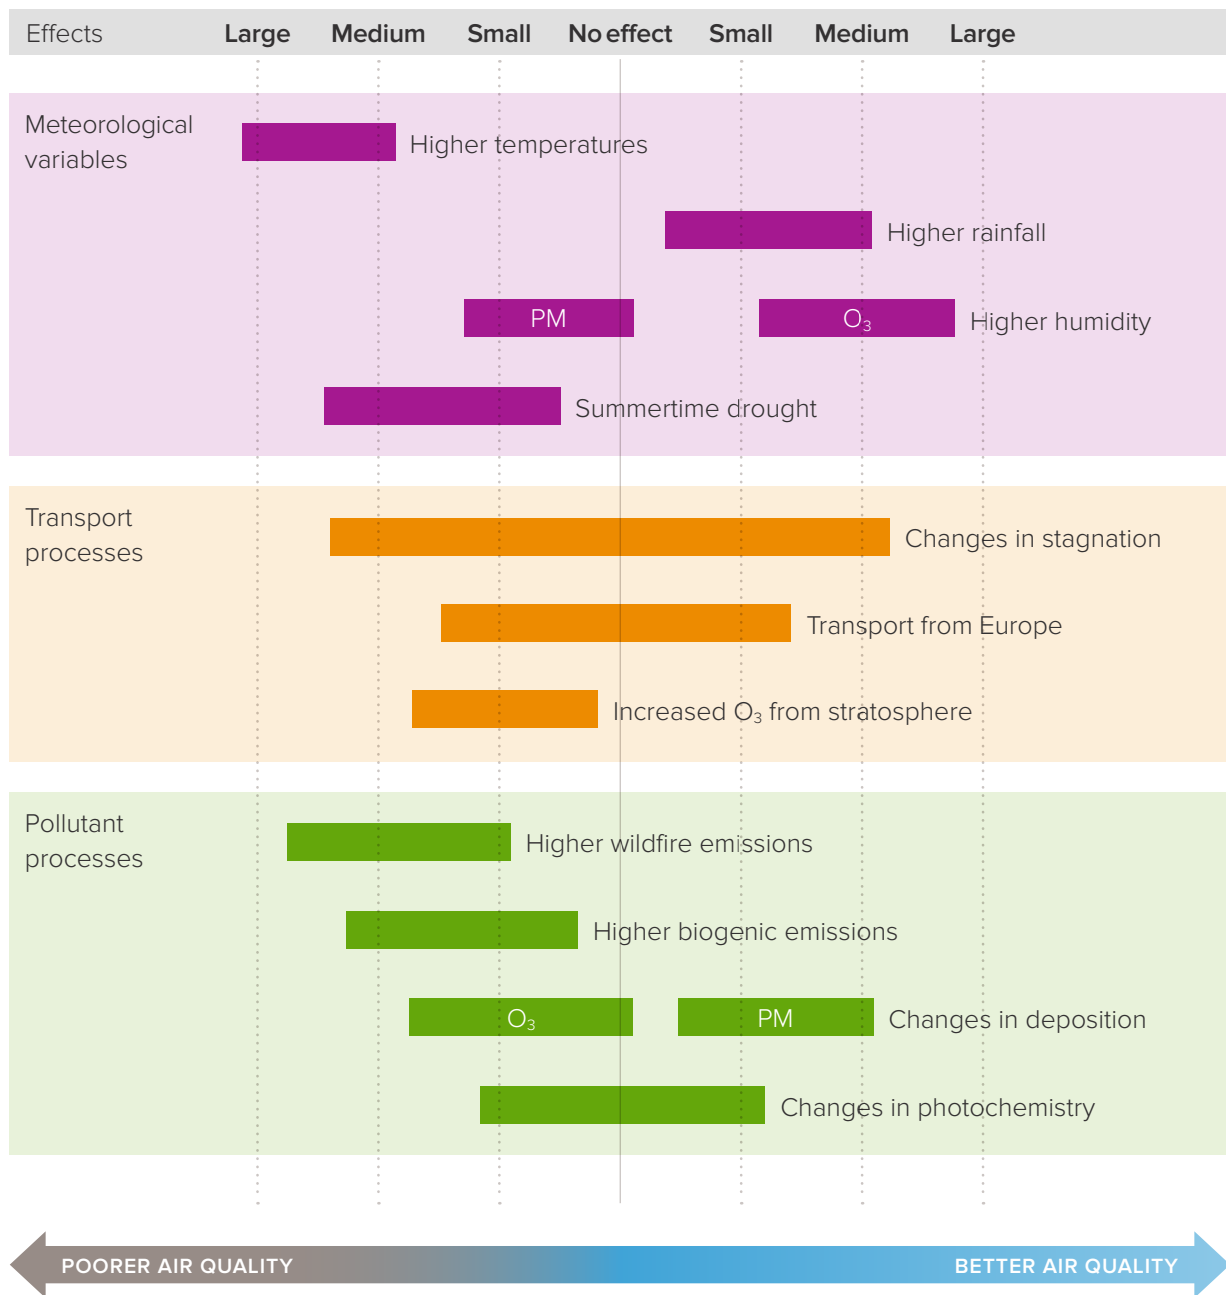 Effects Large Medium Small No effect Small Medium Large
Meteorological
variables
Higher temperatures
Higher rainfall
PM O₃ Higher humidity
Summertime drought
Transport
processes
Changes in stagnation
Transport from Europe
Increased O₃ from stratosphere
Pollutant
processes
Higher wildfire emissions
Higher biogenic emissions
O₃ PM Changes in deposition
Changes in photochemistry
POORER AIR QUALITY BETTER AIR QUALITY